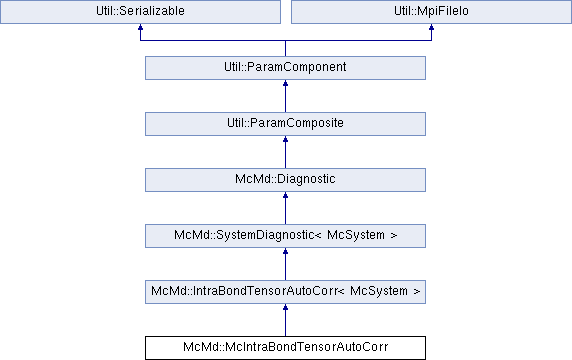 Util::Serializable
Util::MpiFileIo
Util::ParamComponent
Util::ParamComposite
McMd::Diagnostic
McMd::SystemDiagnostic< McSystem >
McMd::IntraBondTensorAutoCorr< McSystem >
McMd::McIntraBondTensorAutoCorr